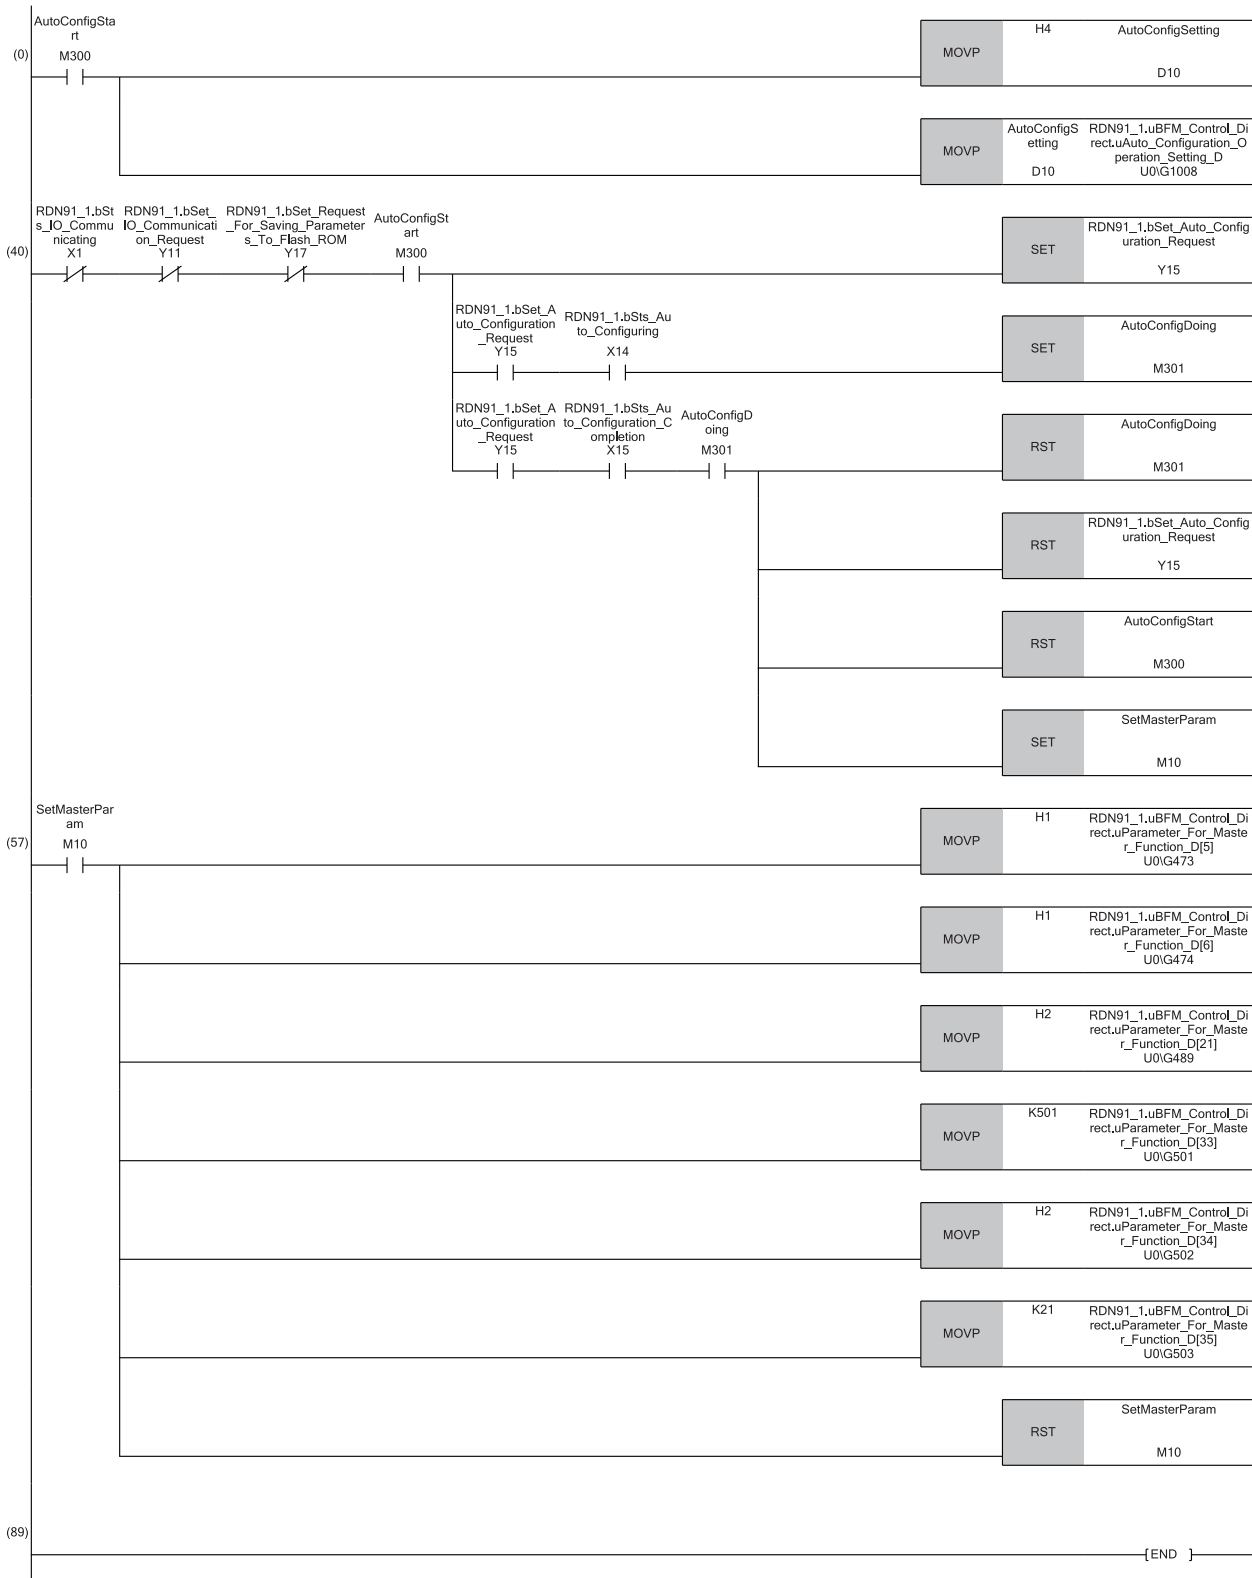 AutoConfigSta
rt
(0)
M300
MOVP
H4
AutoConfigSetting
D10
MOVP
AutoConfigS
etting
D10
RDN91_1.uBFM_Control_Di
rect.uAuto_Configuration_O
peration_Setting_D
U0\G1008
(40)
RDN91_1.bSt
s_IO_Commu
nicating
X1
RDN91_1.bSet_
IO_Communicati
on_Request
Y11
RDN91_1.bSet_Request
_For_Saving_Parameter
s_To_Flash_ROM
Y17
AutoConfigSt
art
M300
SET
RDN91_1.bSet_Auto_Config
uration_Request
Y15
RDN91_1.bSet_A
uto_Configuration
_Request
Y15
RDN91_1.bSts_Au
to_Configuring
X14
SET
AutoConfigDoing
M301
RDN91_1.bSet_A
uto_Configuration
_Request
Y15
RDN91_1.bSts_Au
to_Configuration_C
ompletion
X15
AutoConfigD
oing
M301
RST
AutoConfigDoing
M301
RST
RDN91_1.bSet_Auto_Config
uration_Request
Y15
RST
AutoConfigStart
M300
SET
SetMasterParam
M10
(57)
SetMasterPar
am
M10
MOVP
H1
RDN91_1.uBFM_Control_Di
rect.uParameter_For_Maste
r_Function_D[5]
U0\G473
MOVP
H1
RDN91_1.uBFM_Control_Di
rect.uParameter_For_Maste
r_Function_D[6]
U0\G474
MOVP
H2
RDN91_1.uBFM_Control_Di
rect.uParameter_For_Maste
r_Function_D[21]
U0\G489
MOVP
K501
RDN91_1.uBFM_Control_Di
rect.uParameter_For_Maste
r_Function_D[33]
U0\G501
MOVP
H2
RDN91_1.uBFM_Control_Di
rect.uParameter_For_Maste
r_Function_D[34]
U0\G502
MOVP
K21
RDN91_1.uBFM_Control_Di
rect.uParameter_For_Maste
r_Function_D[35]
U0\G503
RST
SetMasterParam
M10
(89)
[END ]